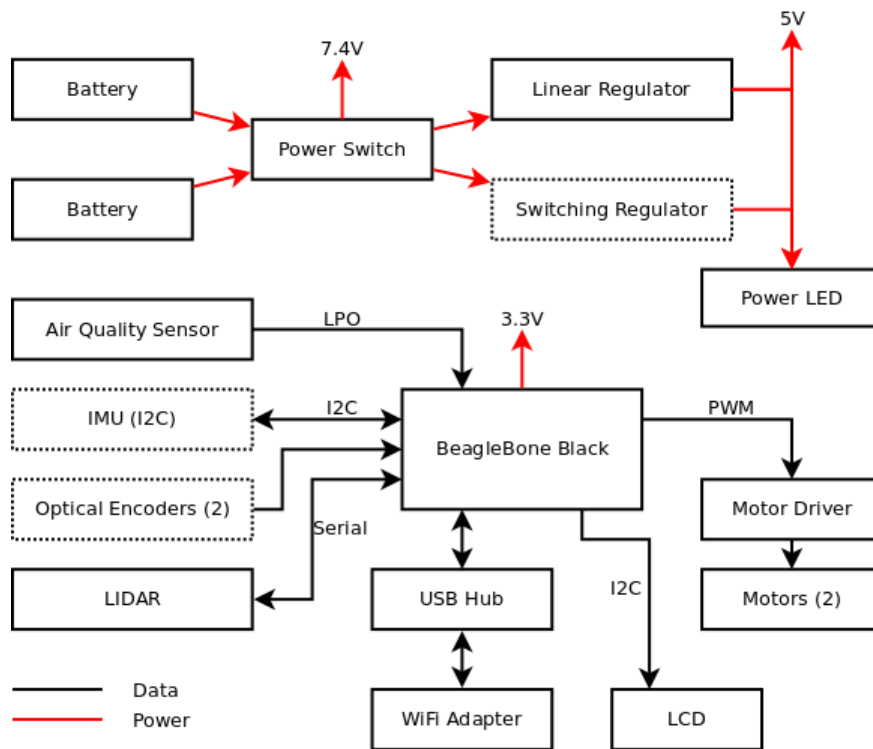 5V
7.4V
Battery
Linear Regulator
Power Switch
Battery
Switching Regulator
Power LED
Air Quality Sensor
LPO
3.3V
IMU (I2C)
I2C
BeagleBone Black
PWM
Optical Encoders (2)
Serial
Motor Driver
LIDAR
USB Hub
I2C
Motors (2)
Data
Power
WiFi Adapter
LCD